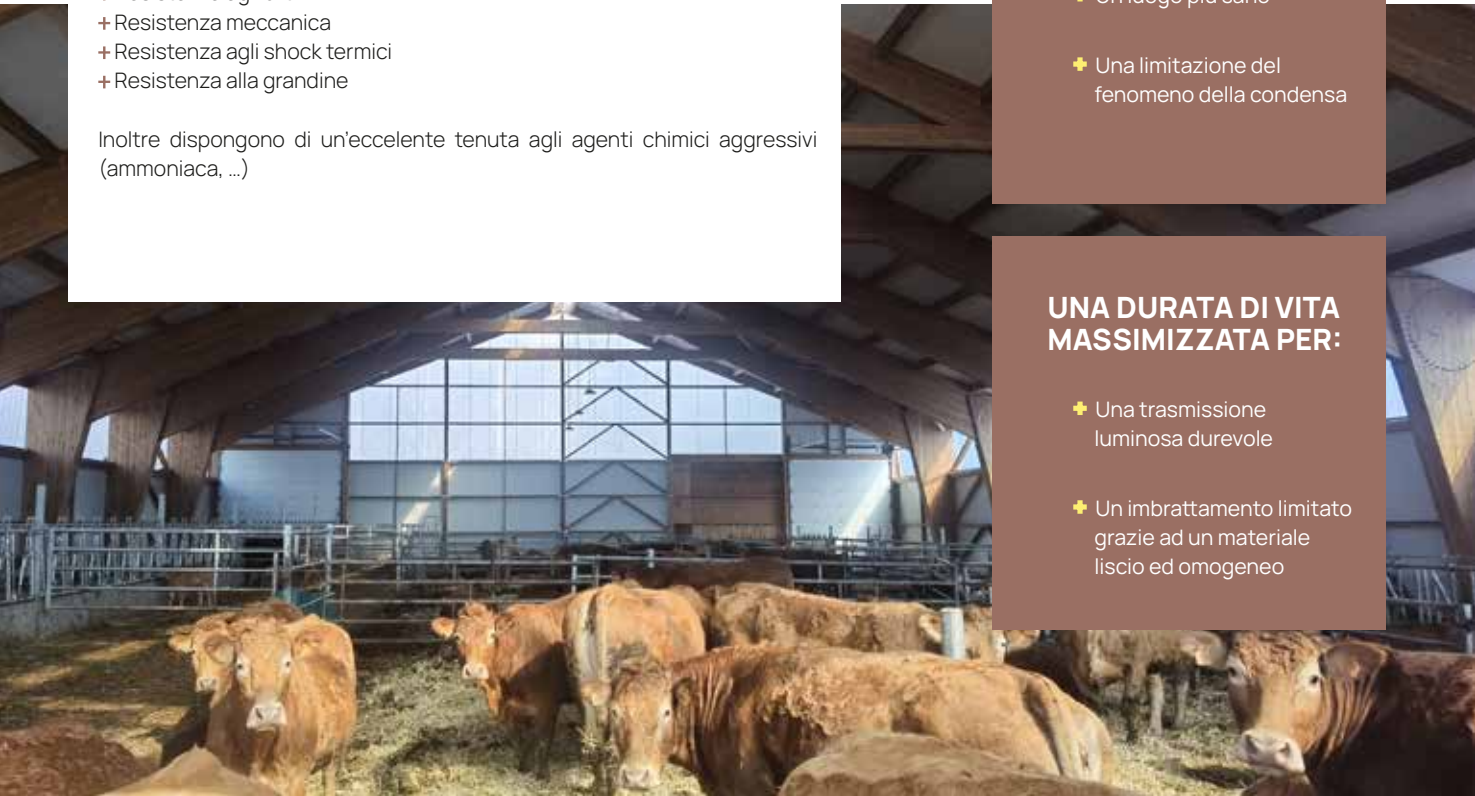 Resistenza meccanica
Resistenza agli shock termici
Resistenza alla grandine
Inoltre dispongono di un'eccelente tenuta agli agenti chimici aggressivi
(ammoniaca, ...)
Una limitazione del
fenomeno della condensa
UNA DURATA DI VITA
MASSIMIZZATA PER:
Una trasmissione
luminosa durevole
Un imbrattamento limitato
grazie ad un materiale
liscio ed omogeneo